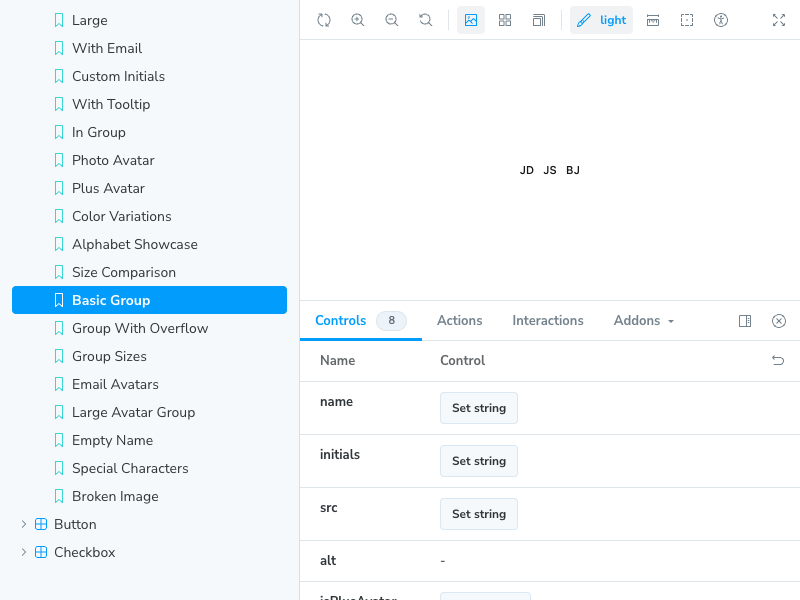 Large
With Email
Custom Initials
With Tooltip
In Group
Photo Avatar
Plus Avatar
Color Variations
Alphabet Showcase
Size Comparison
Basic Group
Group With Overflow
Group Sizes
Email Avatars
Large Avatar Group
Empty Name
Special Characters
Broken Image
Button
Checkbox
light
JD JS BJ
Controls 8 Actions Interactions Addons
Name Control
name Set string
initials Set string
src Set string
alt -
isPlusAvatar